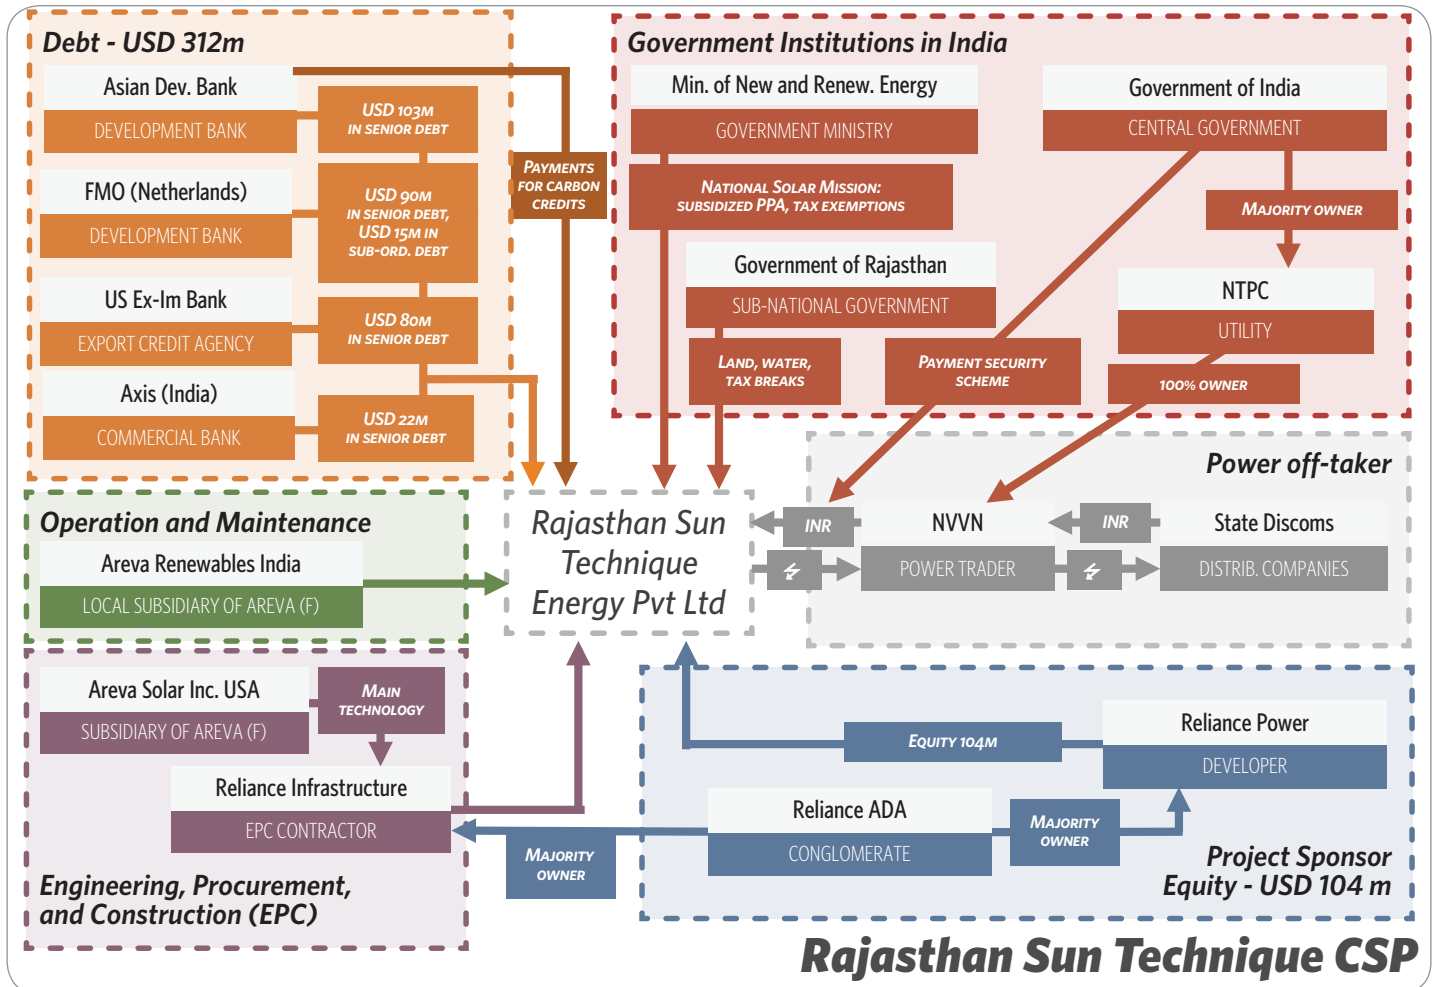 Debt - USD 312m
Asian Dev. Bank
DEVELOPMENT BANK
USD 103M
IN SENIOR DEBT
FMO (Netherlands)
DEVELOPMENT BANK
USD 90M
IN SENIOR DEBT,
USD 15M IN
SUB-ORD. DEBT
US Ex-Im Bank
EXPORT CREDIT AGENCY
USD 80M
IN SENIOR DEBT
Axis (India)
COMMERCIAL BANK
USD 22M
IN SENIOR DEBT
PAYMENTS
FOR CARBON
CREDITS
Government Institutions in India
Min. of New and Renew. Energy
GOVERNMENT MINISTRY
NATIONAL SOLAR MISSION:
SUBSIDIZED PPA, TAX EXEMPTIONS
Government of India
CENTRAL GOVERNMENT
MAJORITY OWNER
Government of Rajasthan
SUB-NATIONAL GOVERNMENT
LAND, WATER,
TAX BREAKS
PAYMENT SECURITY
SCHEME
NTPC
UTILITY
100% OWNER
Power off-taker
INR
NVVN
POWER TRADER
INR
State Discoms
DISTRIB. COMPANIES
Rajasthan Sun
Technique
Energy Pvt Ltd
Operation and Maintenance
Areva Renewables India
LOCAL SUBSIDIARY OF AREVA (F)
Areva Solar Inc. USA
SUBSIDIARY OF AREVA (F)
MAIN
TECHNOLOGY
Reliance Infrastructure
EPC CONTRACTOR
Engineering, Procurement,
and Construction (EPC)
MAJORITY
OWNER
Reliance Power
DEVELOPER
EQUITY 104M
Reliance ADA
CONGLOMERATE
MAJORITY
OWNER
Project Sponsor
Equity - USD 104 m
Rajasthan Sun Technique CSP